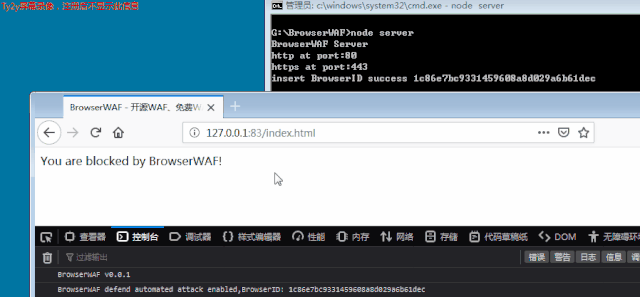 管理员: c:\windows\system32\cmd.exe - node server
G:\BrowserWAF>node server
BrowserWAF Server
http at port:80
https at port:443
insert BrowserID success 1c86e7bc9331459608a8d029a6b61dec
BrowserWAF - 开源WAF、免费W
127.0.0.1:83/index.html
You are blocked by BrowserWAF!
查看器 控制台 调试器 样式编辑器 性能 内存 网络 存储 代码草稿纸 DOM 无障碍环
过滤输出
错误 警告 日志 信息 调
BrowserWAF v0.0.1
BrowserWAF defend automated attack enabled,BrowserID: 1c86e7bc9331459608a8d029a6b61dec